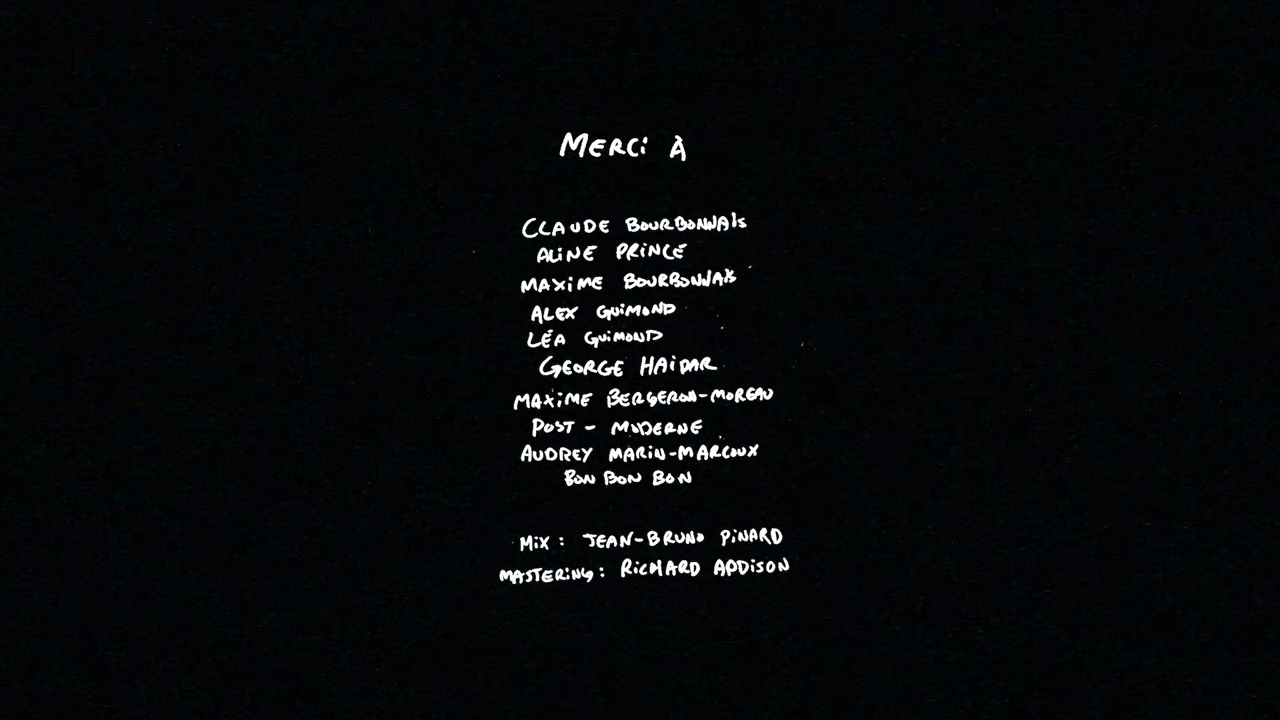 MERCi À
CLAUDE BOURBONNAIS
ALINE PRINCE
MAXIME BOURBONNAIS
ALEX GUIMOND
LÉA GUIMOND
GEORGE HAIDAR
MAXIME BERGERON-MOREAU
POST - MODERNE
AUDREY MARIN-MARCOUX
BON BON BON
MIX : JEAN-BRUNO PINARD
MASTERING : RICHARD ADDISON